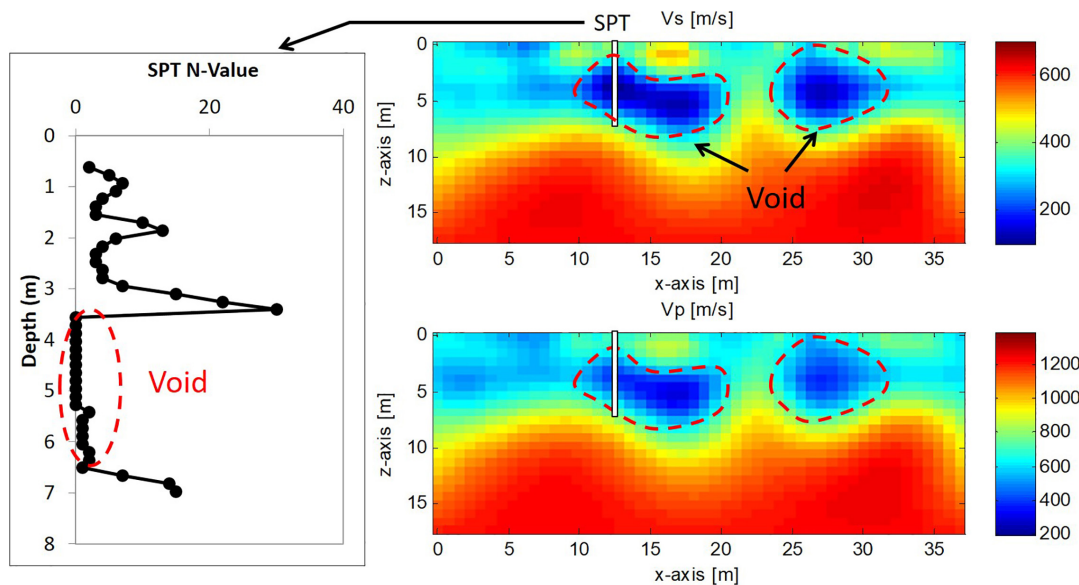 SPT
SPT N-Value
0 20 40
Depth (m)
0
1
2
3
4
5
6
7
8
Void
Vs [m/s]
z-axis [m]
0
5
10
15
0 5 10 15 20 25 30 35
x-axis [m]
Void
600
400
200
Vp [m/s]
z-axis [m]
0
5
10
15
0 5 10 15 20 25 30 35
x-axis [m]
1200
1000
800
600
400
200